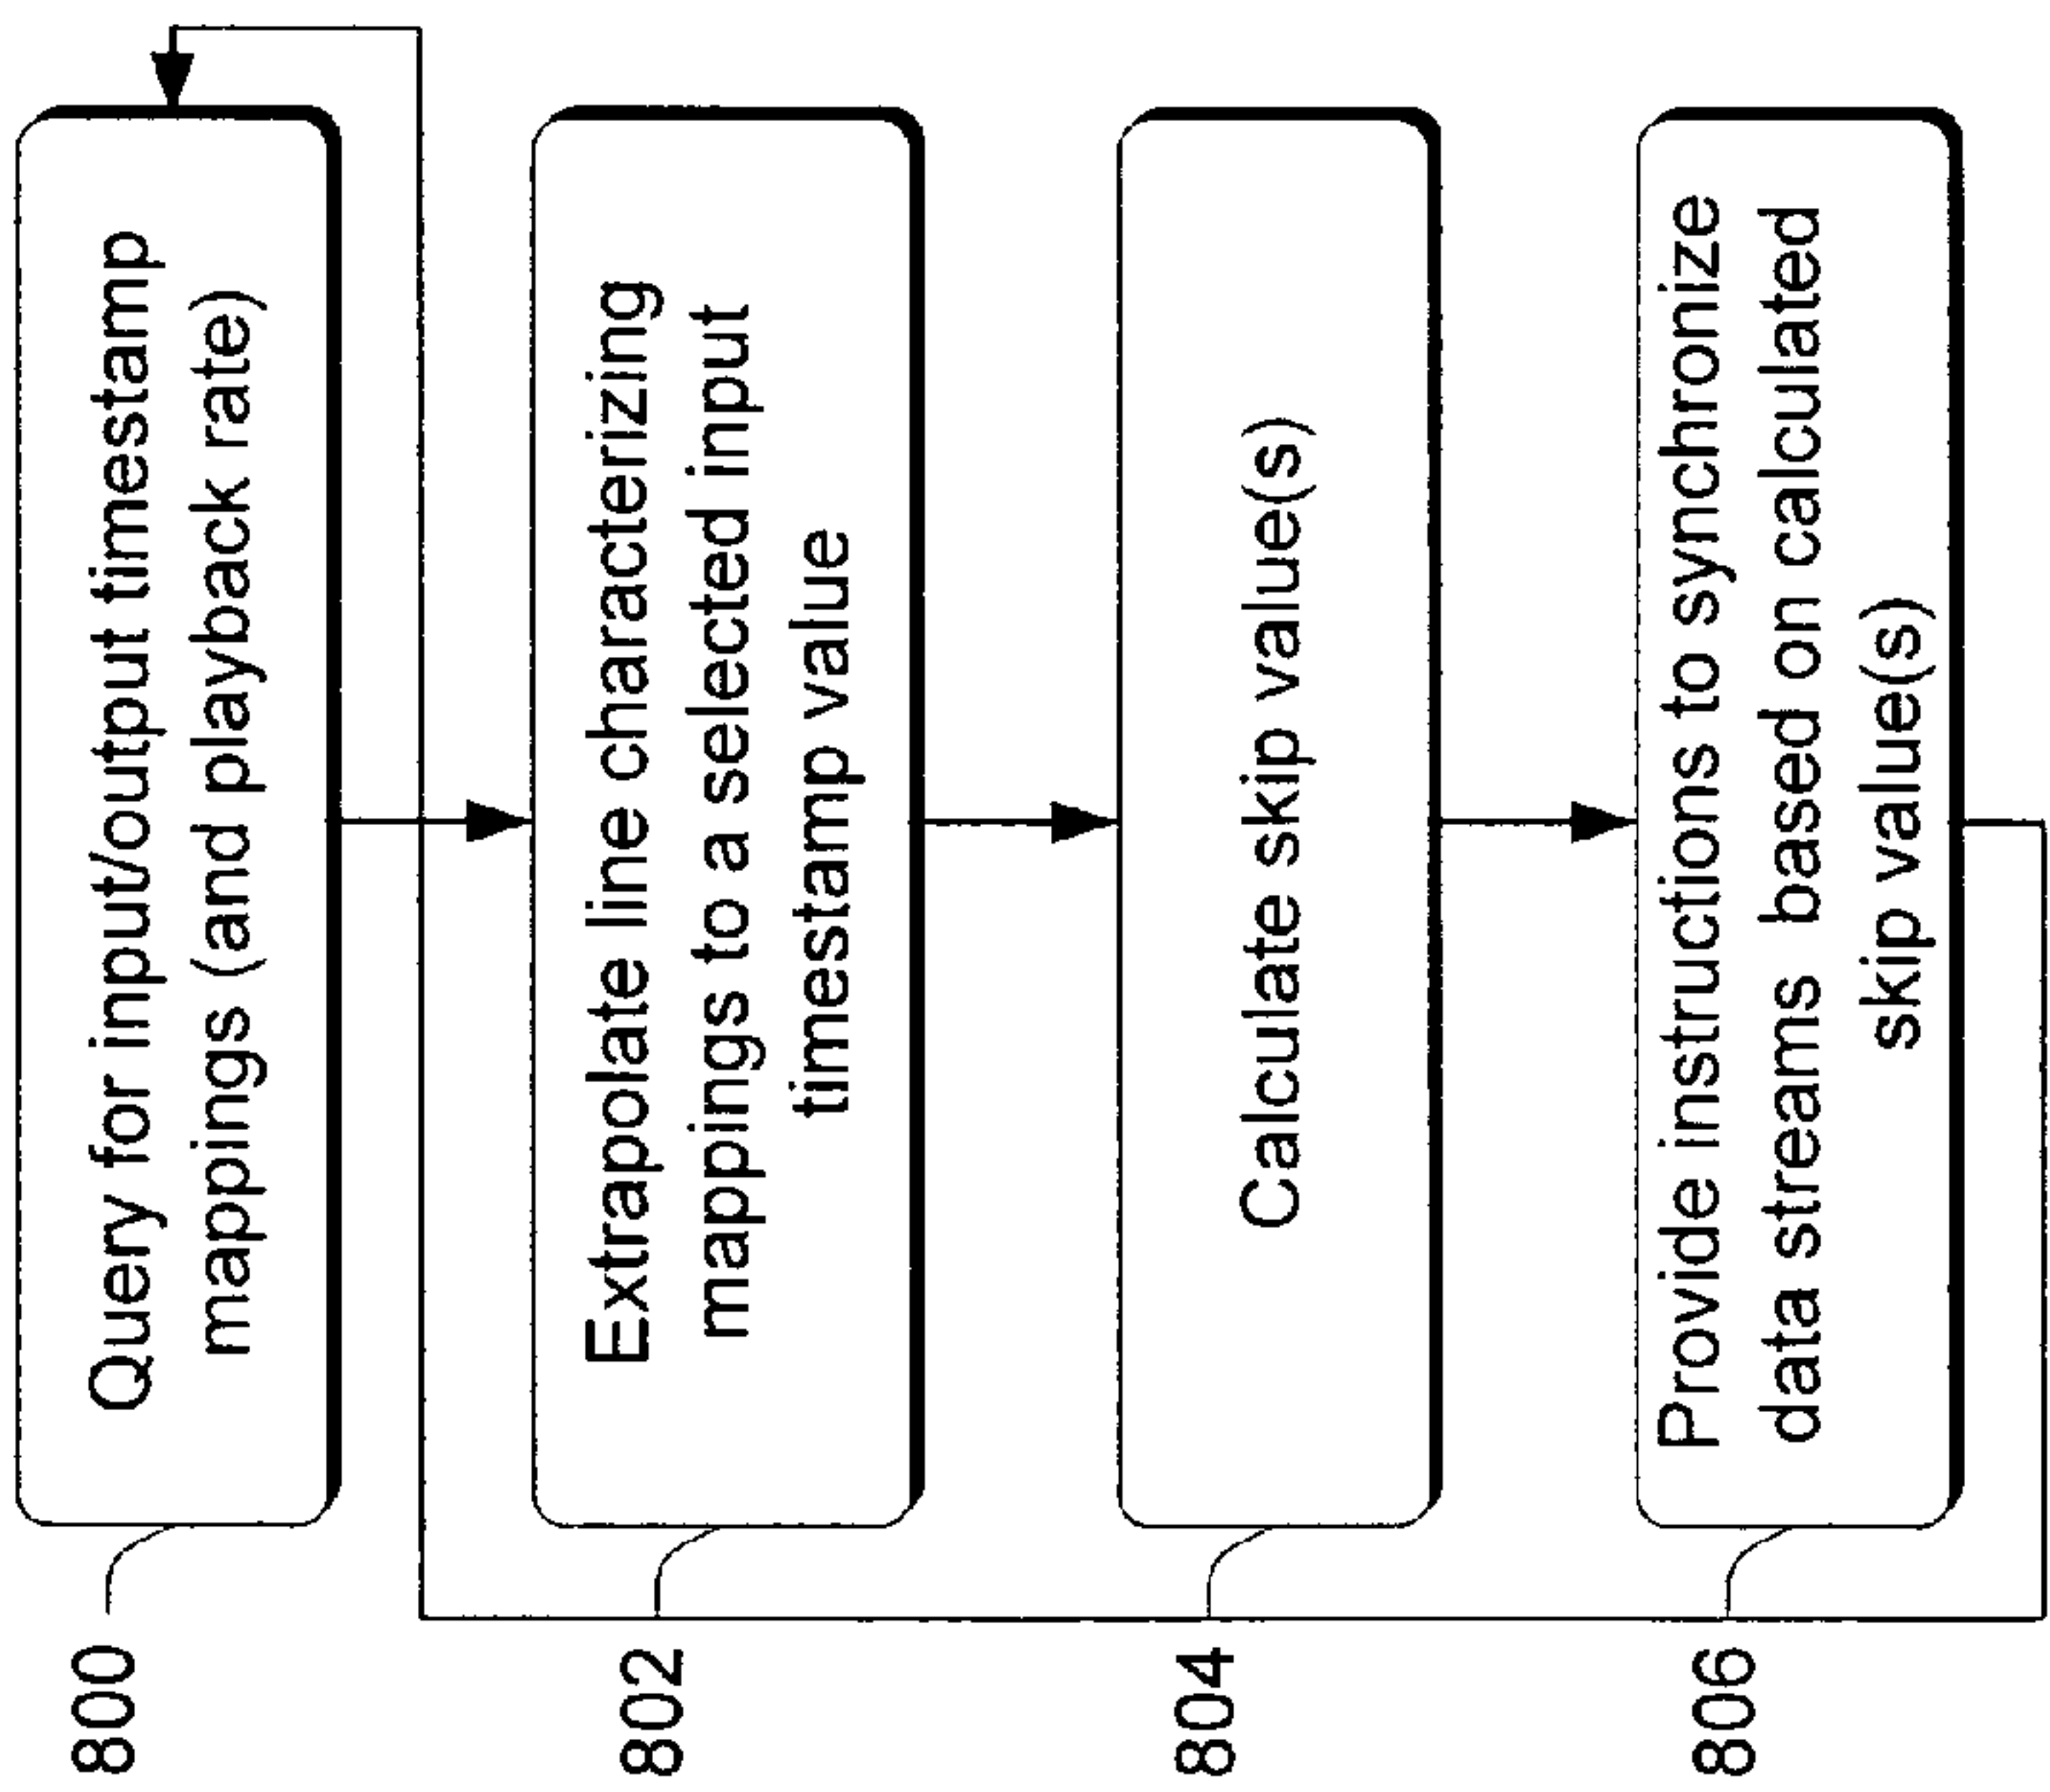 800
Query for input/output timestamp
mappings (and playback rate)
802
Extrapolate line characterizing
mappings to a selected input
timestamp value
804
Calculate skip value(s)
806
Provide instructions to synchronize
data streams based on calculated
skip value(s)